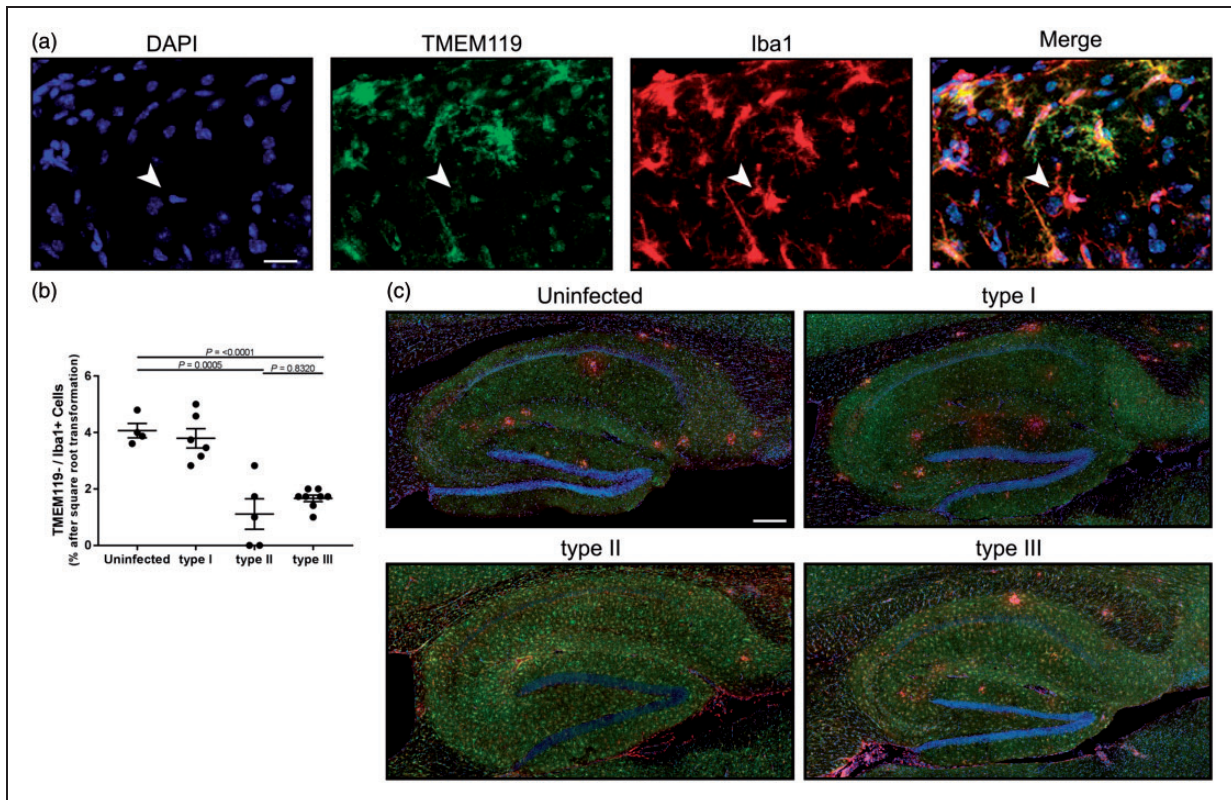 (a)
DAPI TMEM119 Iba1 Merge
(b)
P = <0.0001
P = 0.0005 P = 0.8320
TMEM119- / Iba1+ Cells
(% after square root transformation)
6
4
2
0
Uninfected type I type II type III
(c)
Uninfected type I
type II type III